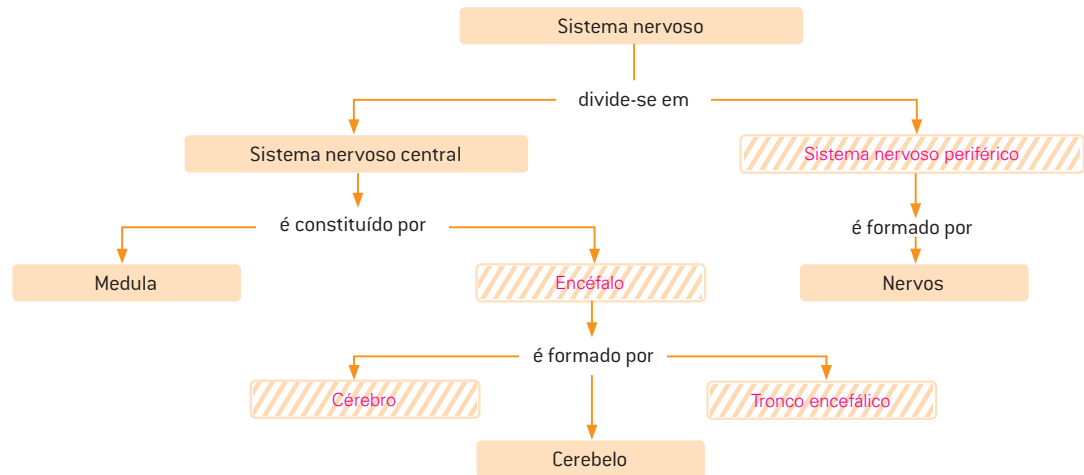 Sistema nervoso
divide-se em
Sistema nervoso central
Sistema nervoso periférico
é constituído por
é formado por
Medula
Encéfalo
Nervos
é formado por
Cérebro
Tronco encefálico
Cerebelo